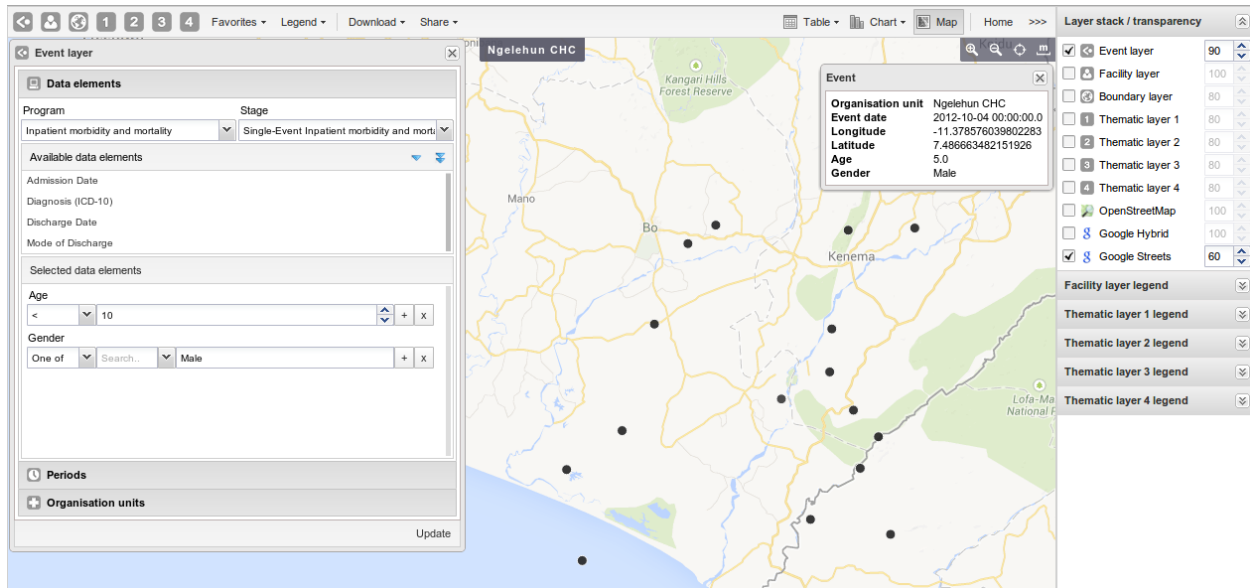 1 2 3 4 Favorites Legend Download Share Table Chart Map Home >>>
Event layer
Data elements
Program Stage
Inpatient morbidity and mortality Single-Event Inpatient morbidity and morta
Available data elements
Admission Date
Diagnosis (ICD-10)
Discharge Date
Mode of Discharge
Selected data elements
Age
< 10 + x
Gender
One of Search.. Male + x
Periods
Organisation units
Update
Ngelehun CHC
m
Kangari Hills
Forest Reserve
Mano
Bo
Kenema
Lofa-Ma
National F
Event
Organisation unit Ngelehun CHC
Event date 2012-10-04 00:00:00.0
Longitude -11.378576039802283
Latitude 7.486663482151926
Age 5.0
Gender Male
Layer stack / transparency
Event layer 90
Facility layer 100
Boundary layer 80
1 Thematic layer 1 80
2 Thematic layer 2 80
3 Thematic layer 3 80
4 Thematic layer 4 80
OpenStreetMap 100
8 Google Hybrid 100
8 Google Streets 60
Facility layer legend
Thematic layer 1 legend
Thematic layer 2 legend
Thematic layer 3 legend
Thematic layer 4 legend